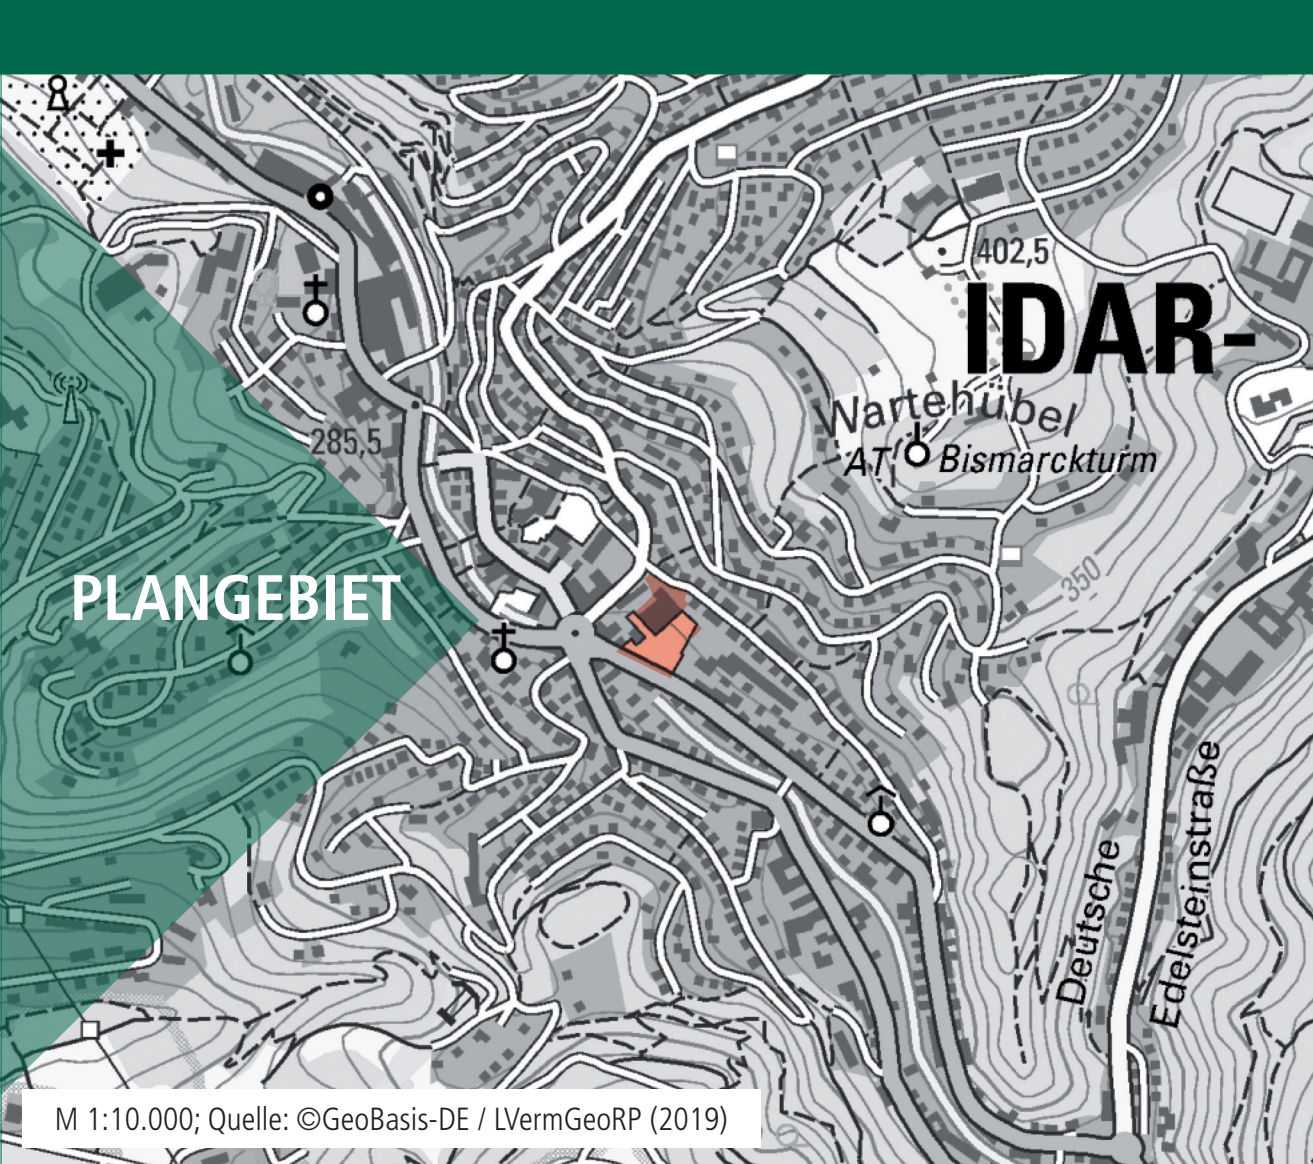 402,5
IDAR-
Wartehübel
AT Bismarckturm
285,5
350
PLANGEBIET
Deutsche
Edelsteinstraße
M 1:10.000; Quelle: ©GeoBasis-DE / LVermGeoRP (2019)